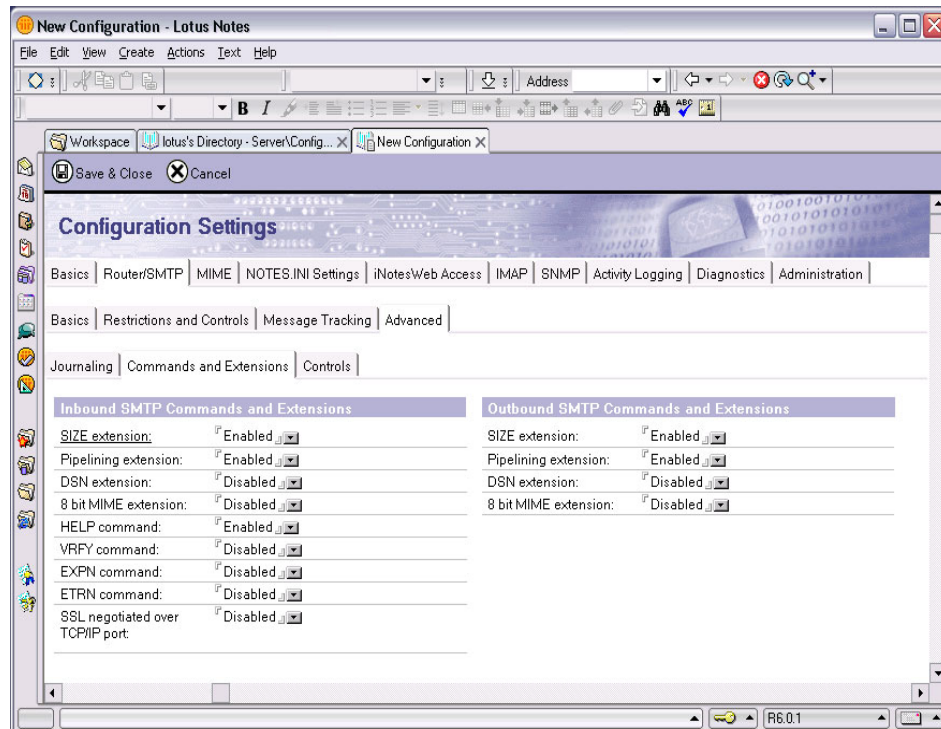 New Configuration - Lotus Notes
File Edit View Create Actions Text Help
Address
B I
ABC
Workspace lotus's Directory - Server\Config... New Configuration
Save & Close Cancel
Configuration Settings
Basics Router/SMTP MIME NOTES.INI Settings iNotesWeb Access IMAP SNMP Activity Logging Diagnostics Administration
Basics Restrictions and Controls Message Tracking Advanced
Journaling Commands and Extensions Controls
Inbound SMTP Commands and Extensions
SIZE extension: Enabled
Pipelining extension: Enabled
DSN extension: Disabled
8 bit MIME extension: Disabled
HELP command: Enabled
VRFY command: Disabled
EXPN command: Disabled
ETRN command: Disabled
SSL negotiated over Disabled
TCP/IP port:
Outbound SMTP Commands and Extensions
SIZE extension: Enabled
Pipelining extension: Enabled
DSN extension: Disabled
8 bit MIME extension: Disabled
R6.0.1